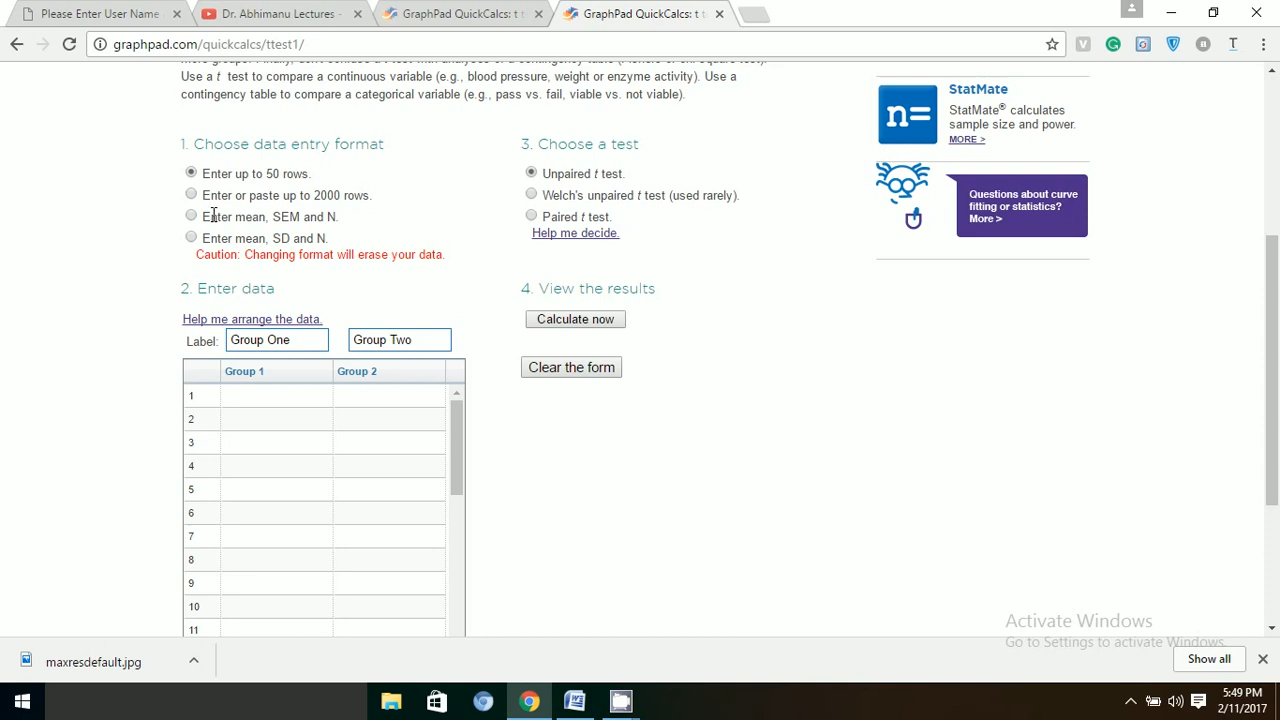 Please Enter User Name
Dr. Abhimanu Lectures -
GraphPad QuickCalcs: t t
GraphPad QuickCalcs: t te
graphpad.com/quickcalcs/ttest1/
Use a t test to compare a continuous variable (e.g., blood pressure, weight or enzyme activity). Use a
contingency table to compare a categorical variable (e.g., pass vs. fail, viable vs. not viable).
1. Choose data entry format
Enter up to 50 rows.
Enter or paste up to 2000 rows.
Enter mean, SEM and N.
Enter mean, SD and N.
Caution: Changing format will erase your data.
2. Enter data
Help me arrange the data.
Label: Group One Group Two
Group 1 Group 2
1
2
3
4
5
6
7
8
9
10
11
3. Choose a test
Unpaired t test.
Welch's unpaired t test (used rarely).
Paired t test.
Help me decide.
4. View the results
Calculate now
Clear the form
n=
StatMate
StatMate® calculates
sample size and power.
MORE >
Questions about curve
fitting or statistics?
More >
Activate Windows
Go to Settings to activate Windows.
maxresdefault.jpg
Show all
5:49 PM
2/11/2017